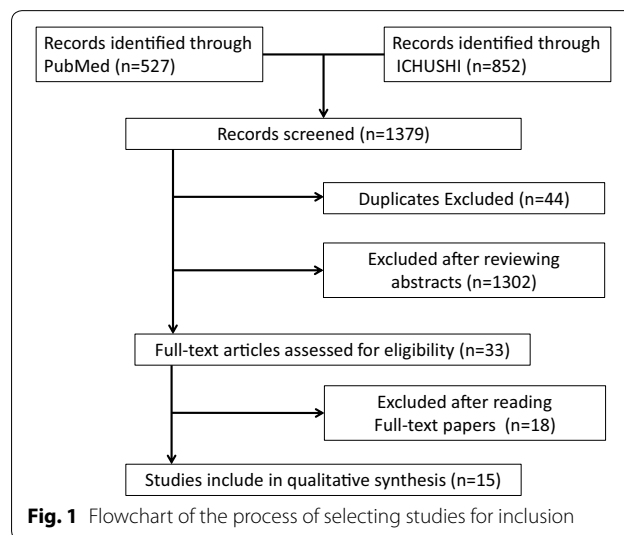 Records identified through
PubMed (n=527)
Records identified through
ICHUSHI (n=852)
Records screened (n=1379)
Duplicates Excluded (n=44)
Excluded after reviewing
abstracts (n=1302)
Full-text articles assessed for eligibility (n=33)
Excluded after reading
Full-text papers (n=18)
Studies include in qualitative synthesis (n=15)
Fig. 1 Flowchart of the process of selecting studies for inclusion